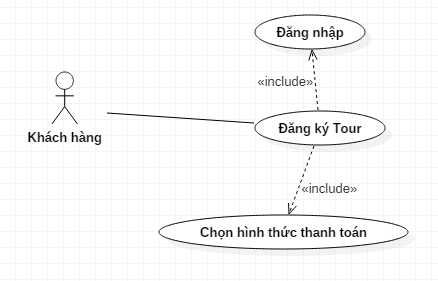 Đăng nhập
«include»
Khách hàng
Đăng ký Tour
«include»
Chọn hình thức thanh toán